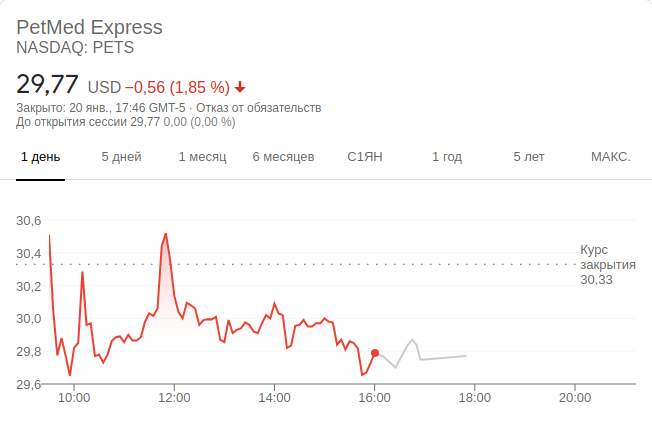 PetMed Express
NASDAQ: PETS
29,77 USD −0,56 (1,85 %)
Закрыто: 20 янв., 17:46 GMT-5 · Отказ от обязательств
До открытия сессии 29,77 0,00 (0,00 %)
1 день 5 дней 1 месяц 6 месяцев С1ЯН 1 год 5 лет МАКС.
30,6
30,4
30,2
30,0
29,8
29,6
Курс
закрытия
30,33
10:00 12:00 14:00 16:00 18:00 20:00